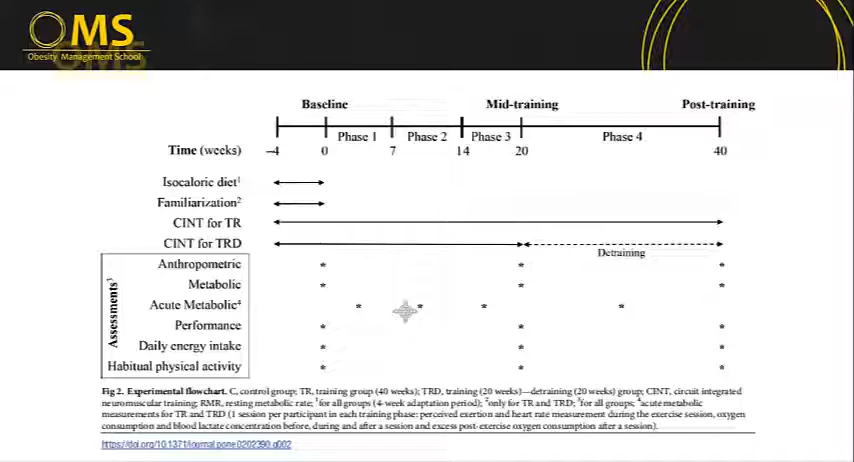 OMS
Obesity Management School
Baseline Mid-training Post-training
Phase 1 Phase 2 Phase 3 Phase 4
Time (weeks) –4 0 7 14 20 40
Isocaloric diet¹
Familiarization²
CINT for TR
CINT for TRD
Detraining
Assessments³
Anthropometric * * *
Metabolic * * *
Acute Metabolic⁴ * * * *
Performance * * *
Daily energy intake * * *
Habitual physical activity * * *
Fig 2. Experimental flowchart. C, control group; TR, training group (40 weeks); TRD, training (20 weeks)—detraining (20 weeks) group; CINT, circuit integrated
neuromuscular training; RMR, resting metabolic rate; ¹for all groups (4-week adaptation period); ²only for TR and TRD; ³for all groups; ⁴acute metabolic
measurements for TR and TRD (1 session per participant in each training phase: perceived exertion and heart rate measurement during the exercise session, oxygen
consumption and blood lactate concentration before, during and after a session and excess post-exercise oxygen consumption after a session).
https://doi.org/10.1371/journal.pone.0202390.g002